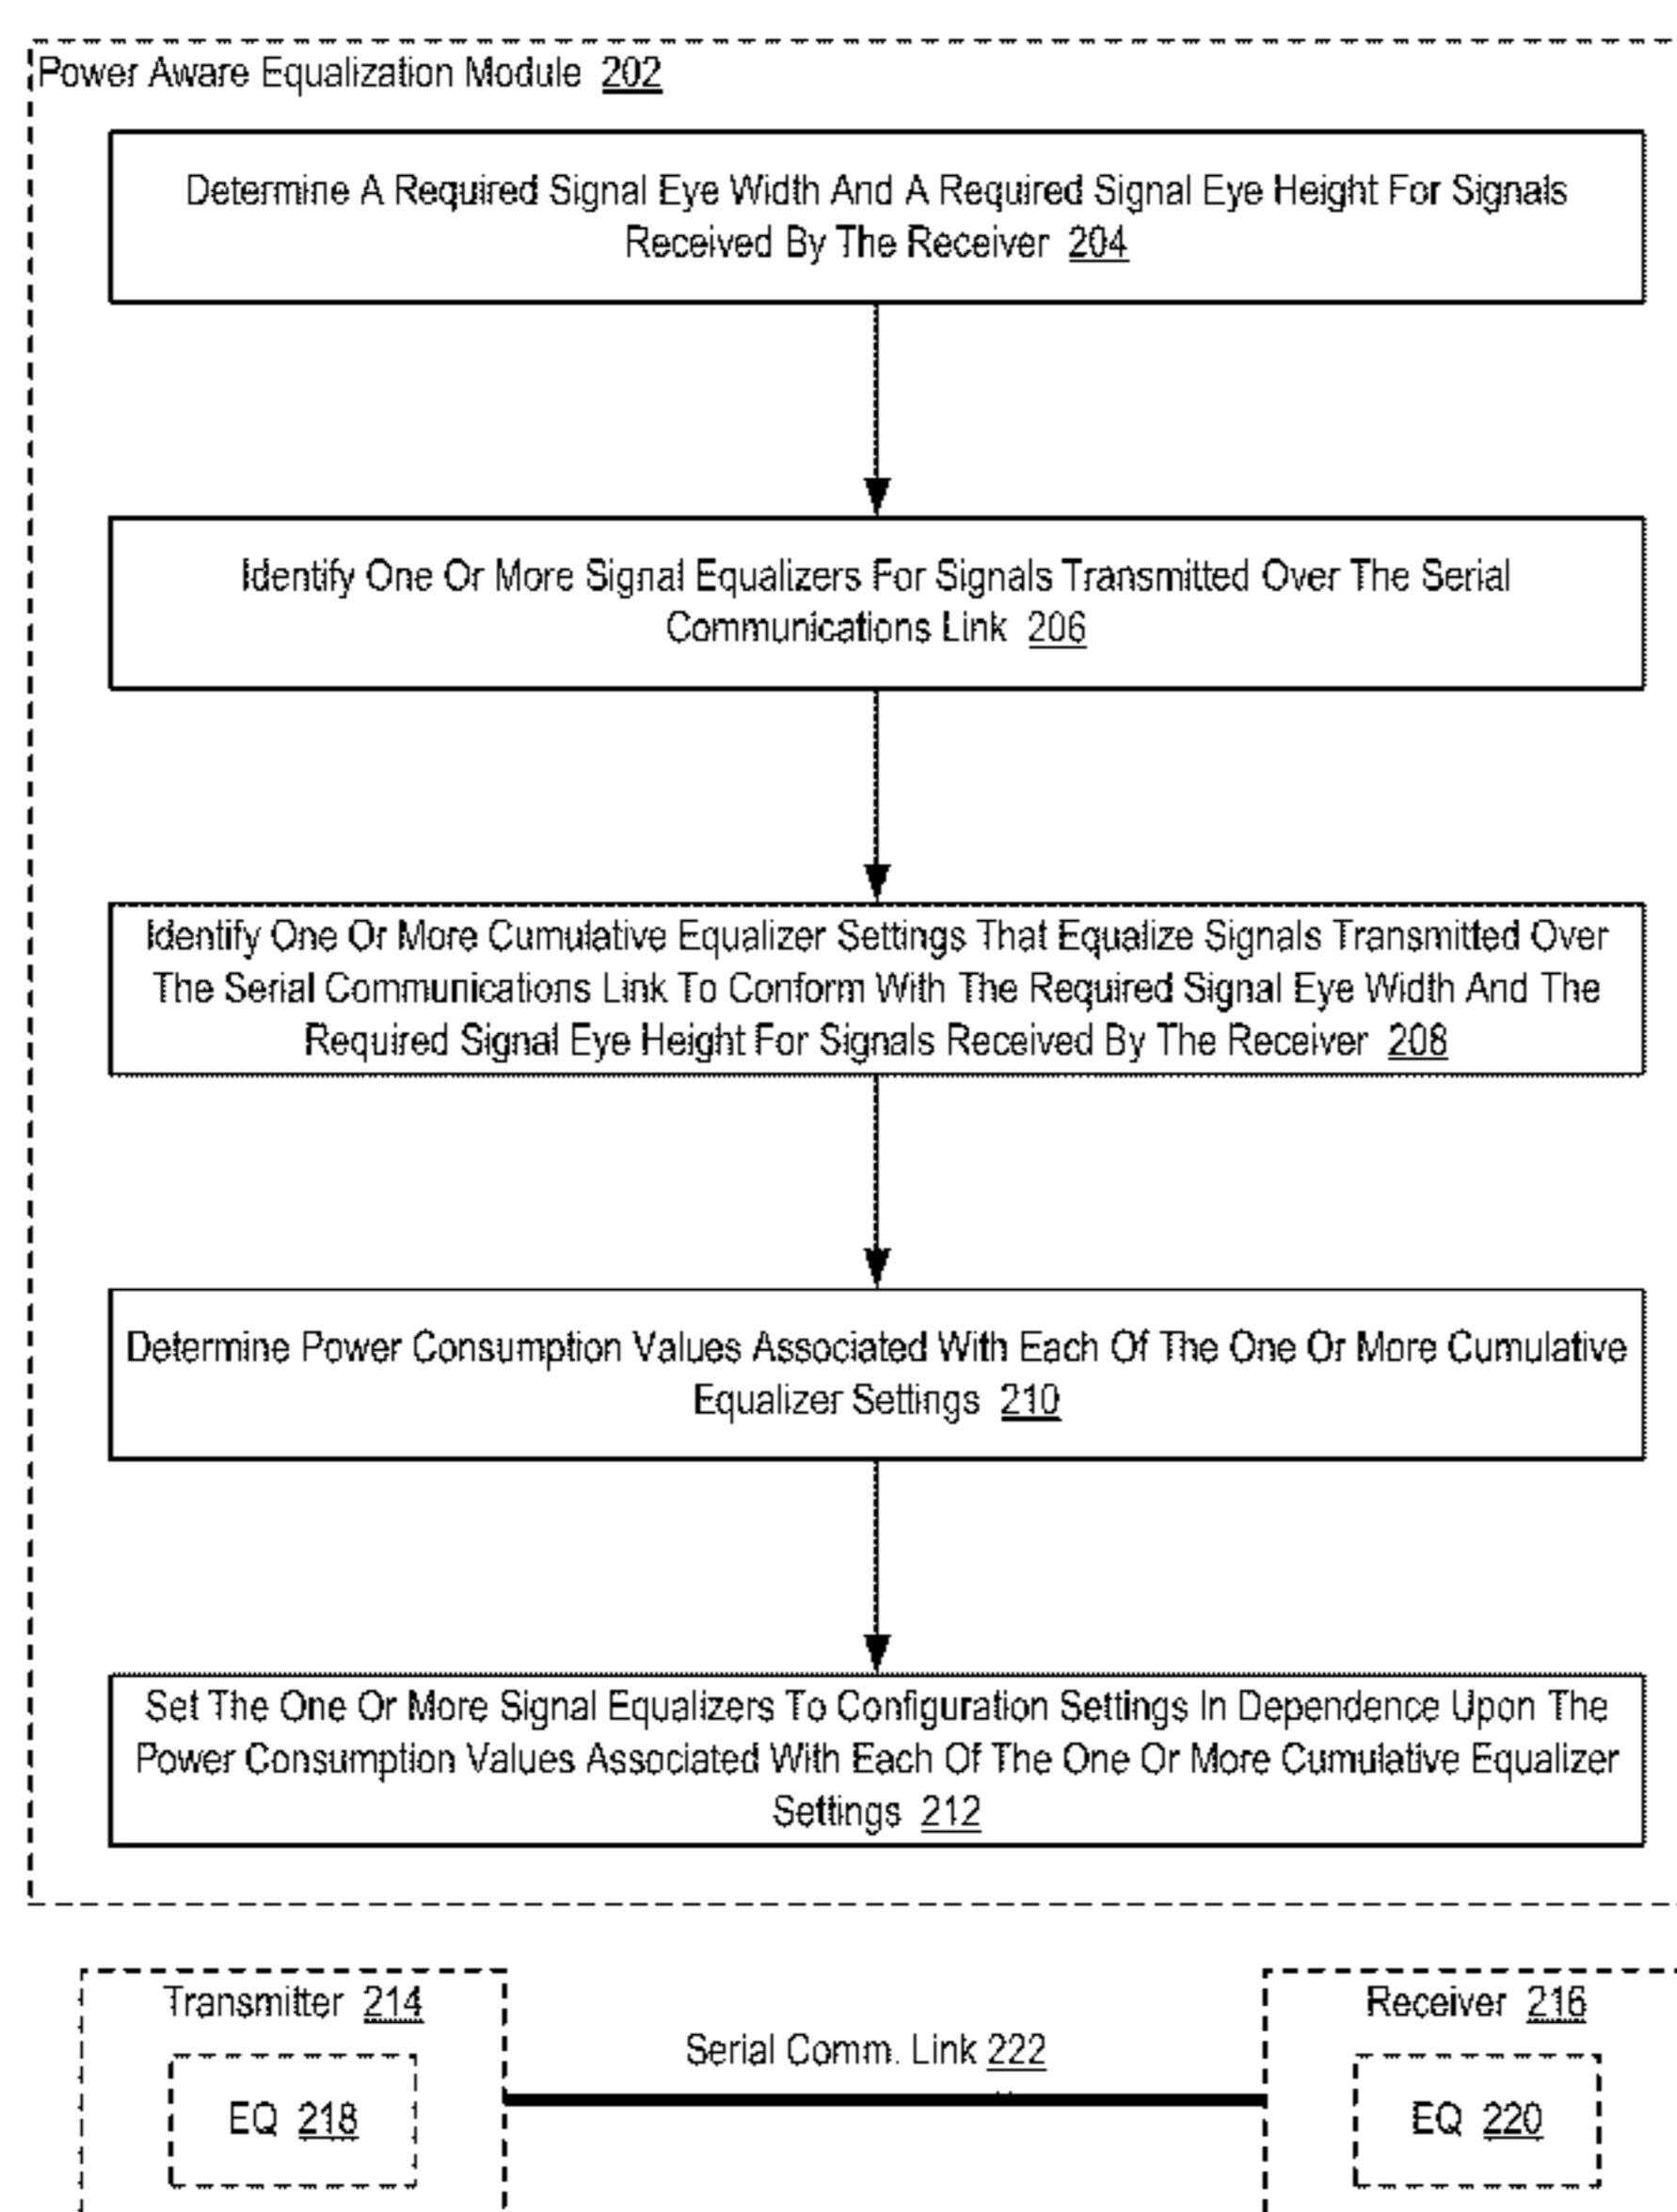 Power Aware Equalization Module 202
Determine A Required Signal Eye Width And A Required Signal Eye Height For Signals
Received By The Receiver 204
Identify One Or More Signal Equalizers For Signals Transmitted Over The Serial
Communications Link 206
Identify One Or More Cumulative Equalizer Settings That Equalize Signals Transmitted Over
The Serial Communications Link To Conform With The Required Signal Eye Width And The
Required Signal Eye Height For Signals Received By The Receiver 208
Determine Power Consumption Values Associated With Each Of The One Or More Cumulative
Equalizer Settings 210
Set The One Or More Signal Equalizers To Configuration Settings In Dependence Upon The
Power Consumption Values Associated With Each Of The One Or More Cumulative Equalizer
Settings 212
Transmitter 214
Receiver 216
Serial Comm. Link 222
EQ 218
EQ 220